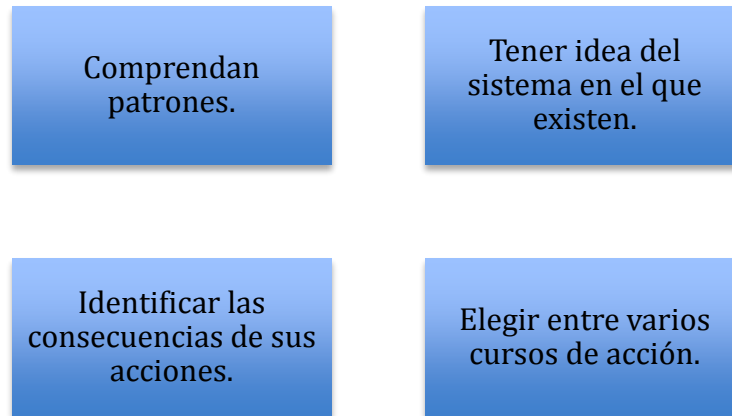 Comprendan
patrones.
Tener idea del
sistema en el que
existen.
Identificar las
consecuencias de sus
acciones.
Elegir entre varios
cursos de acción.